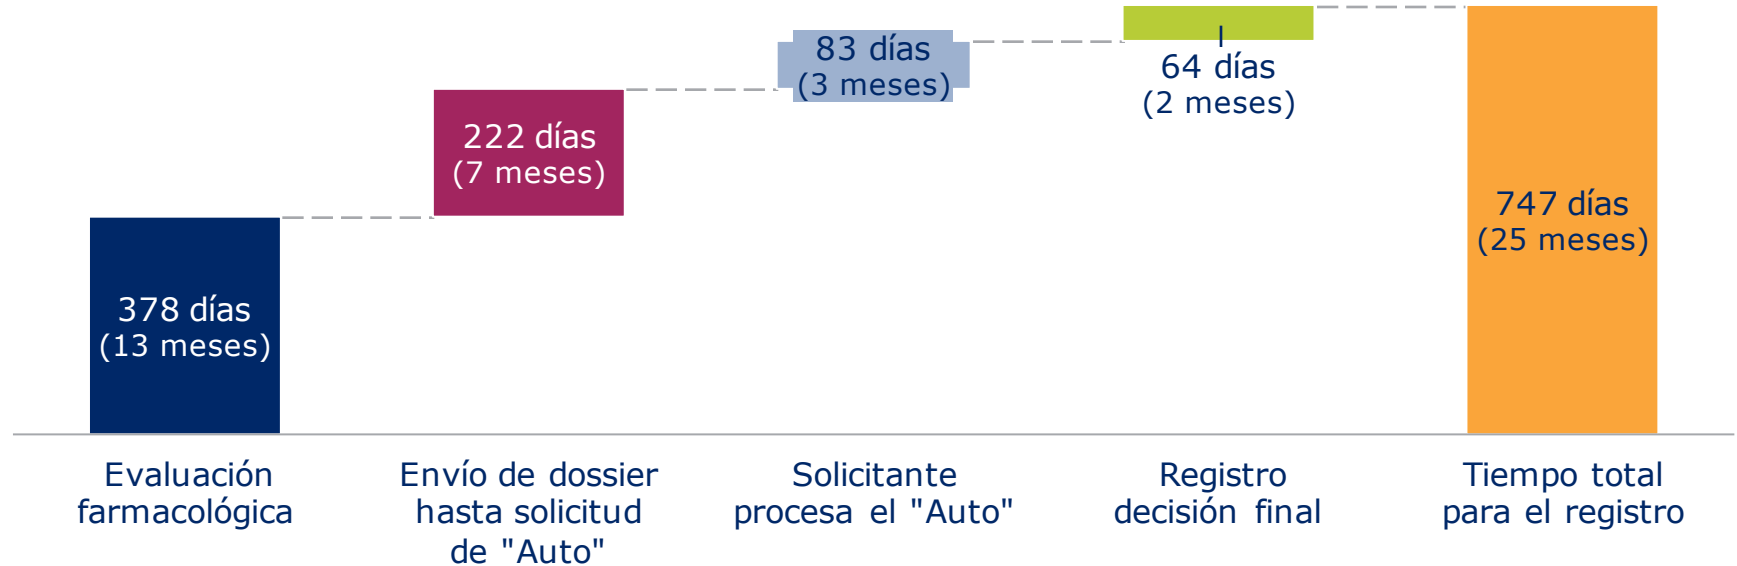 83 días
(3 meses)
64 días
(2 meses)
222 días
(7 meses)
747 días
(25 meses)
378 días
(13 meses)
Evaluación
farmacológica
Envío de dossier
hasta solicitud
de "Auto"
Solicitante
procesa el "Auto"
Registro
decisión final
Tiempo total
para el registro